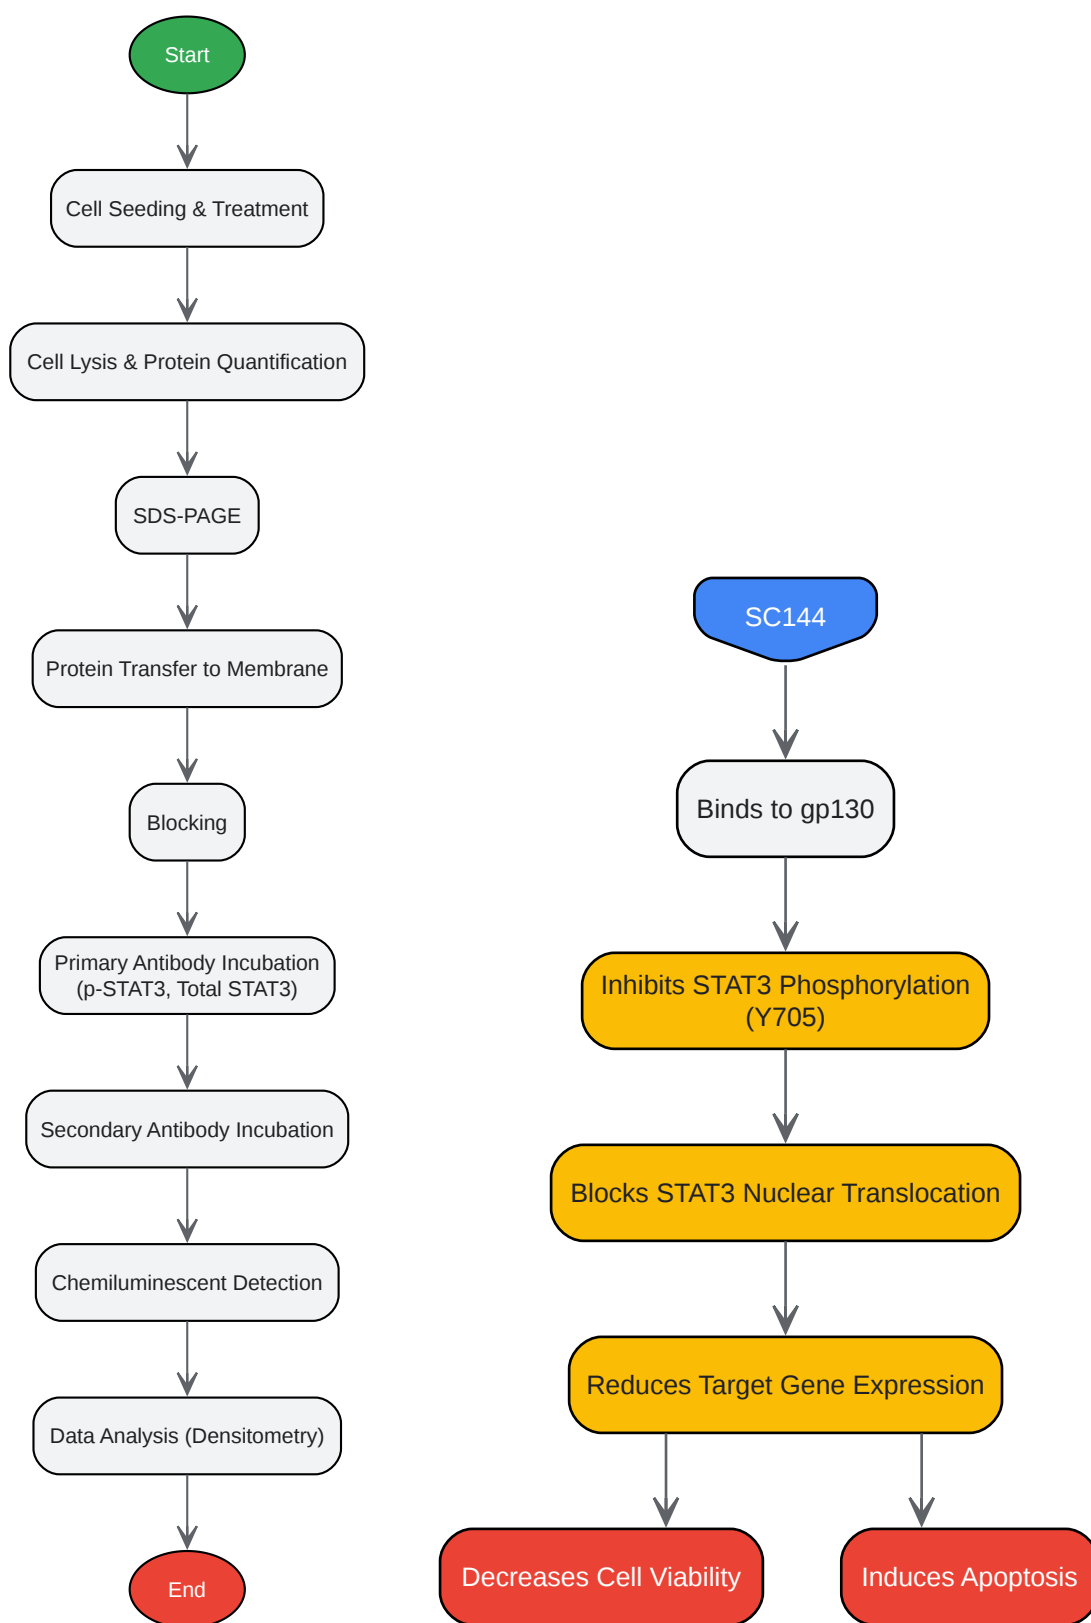 Start
Cell Seeding & Treatment
Cell Lysis & Protein Quantification
SDS-PAGE
Protein Transfer to Membrane
Blocking
Primary Antibody Incubation
(p-STAT3, Total STAT3)
Secondary Antibody Incubation
Chemiluminescent Detection
Data Analysis (Densitometry)
End
SC144
Binds to gp130
Inhibits STAT3 Phosphorylation
(Y705)
Blocks STAT3 Nuclear Translocation
Reduces Target Gene Expression
Decreases Cell Viability
Induces Apoptosis